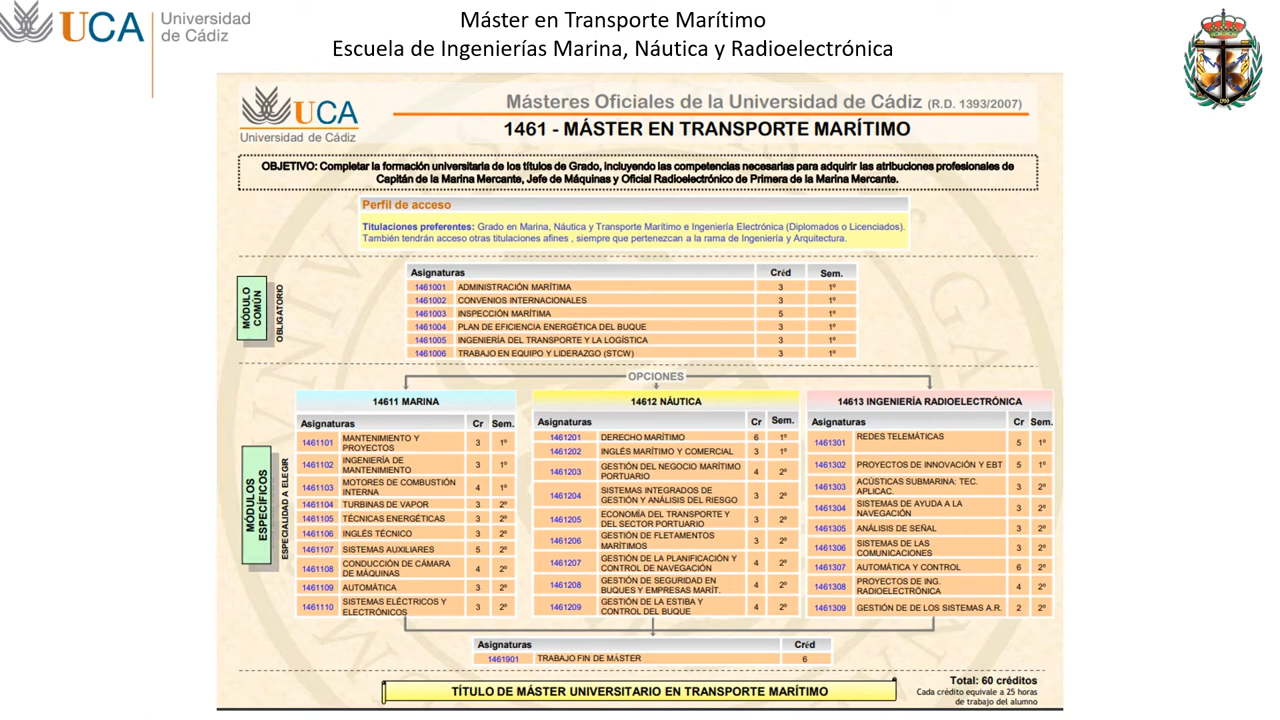 UCA
Universidad
de Cádiz
Máster en Transporte Marítimo
Escuela de Ingenierías Marina, Náutica y Radioelectrónica
UCA
Universidad de Cádiz
Másteres Oficiales de la Universidad de Cádiz (R.D. 1393/2007)
1461 - MÁSTER EN TRANSPORTE MARÍTIMO
OBJETIVO: Completar la formación universitaria de los títulos de Grado, incluyendo las competencias necesarias para adquirir las atribuciones profesionales de
Capitán de la Marina Mercante, Jefe de Máquinas y Oficial Radioelectrónico de Primera de la Marina Mercante.
Perfil de acceso
Titulaciones preferentes: Grado en Marina, Náutica y Transporte Marítimo e Ingeniería Electrónica (Diplomados o Licenciados).
También tendrán acceso otras titulaciones afines , siempre que pertenezcan a la rama de Ingeniería y Arquitectura.
MÓDULO
COMÚN
OBLIGATORIO
Asignaturas Créd Sem.
1461001 ADMINISTRACIÓN MARÍTIMA 3 1º
1461002 CONVENIOS INTERNACIONALES 3 1º
1461003 INSPECCIÓN MARÍTIMA 5 1º
1461004 PLAN DE EFICIENCIA ENERGÉTICA DEL BUQUE 3 1º
1461005 INGENIERÍA DEL TRANSPORTE Y LA LOGÍSTICA 3 1º
1461006 TRABAJO EN EQUIPO Y LIDERAZGO (STCW) 3 1º
OPCIONES
MÓDULOS
ESPECÍFICOS
ESPECIALIDAD A ELEGIR
14611 MARINA
Asignaturas Cr Sem.
1461101 MANTENIMIENTO Y
PROYECTOS 3 1º
1461102 INGENIERÍA DE
MANTENIMIENTO 3 1º
1461103 MOTORES DE COMBUSTIÓN
INTERNA 4 1º
1461104 TURBINAS DE VAPOR 3 2º
1461105 TÉCNICAS ENERGÉTICAS 3 2º
1461106 INGLÉS TÉCNICO 3 2º
1461107 SISTEMAS AUXILIARES 5 2º
1461108 CONDUCCIÓN DE CÁMARA
DE MÁQUINAS 4 2º
1461109 AUTOMÁTICA 3 2º
1461110 SISTEMAS ELÉCTRICOS Y
ELECTRÓNICOS 3 2º
14612 NÁUTICA
Asignaturas Cr Sem.
1461201 DERECHO MARÍTIMO 6 1º
1461202 INGLÉS MARÍTIMO Y COMERCIAL 3 1º
1461203 GESTIÓN DEL NEGOCIO MARÍTIMO
PORTUARIO 4 2º
1461204 SISTEMAS INTEGRADOS DE
GESTIÓN Y ANÁLISIS DEL RIESGO 3 2º
1461205 ECONOMÍA DEL TRANSPORTE Y
DEL SECTOR PORTUARIO 3 2º
1461206 GESTIÓN DE FLETAMENTOS
MARÍTIMOS 3 2º
1461207 GESTIÓN DE LA PLANIFICACIÓN Y
CONTROL DE NAVEGACIÓN 4 2º
1461208 GESTIÓN DE SEGURIDAD EN
BUQUES Y EMPRESAS MARÍT. 4 2º
1461209 GESTIÓN DE LA ESTIBA Y
CONTROL DEL BUQUE 4 2º
14613 INGENIERÍA RADIOELECTRÓNICA
Asignaturas Cr Sem.
1461301 REDES TELEMÁTICAS 5 1º
1461302 PROYECTOS DE INNOVACIÓN Y EBT 5 1º
1461303 ACÚSTICAS SUBMARINA: TEC.
APLICAC. 3 2º
1461304 SISTEMAS DE AYUDA A LA
NAVEGACIÓN 3 2º
1461305 ANÁLISIS DE SEÑAL 3 2º
1461306 SISTEMAS DE LAS
COMUNICACIONES 3 2º
1461307 AUTOMÁTICA Y CONTROL 6 2º
1461308 PROYECTOS DE ING.
RADIOELECTRÓNICA 4 2º
1461309 GESTIÓN DE DE LOS SISTEMAS A.R. 2 2º
Asignaturas Créd
1461901 TRABAJO FIN DE MÁSTER 6
TÍTULO DE MÁSTER UNIVERSITARIO EN TRANSPORTE MARÍTIMO
Total: 60 créditos
Cada crédito equivale a 25 horas
de trabajo del alumno